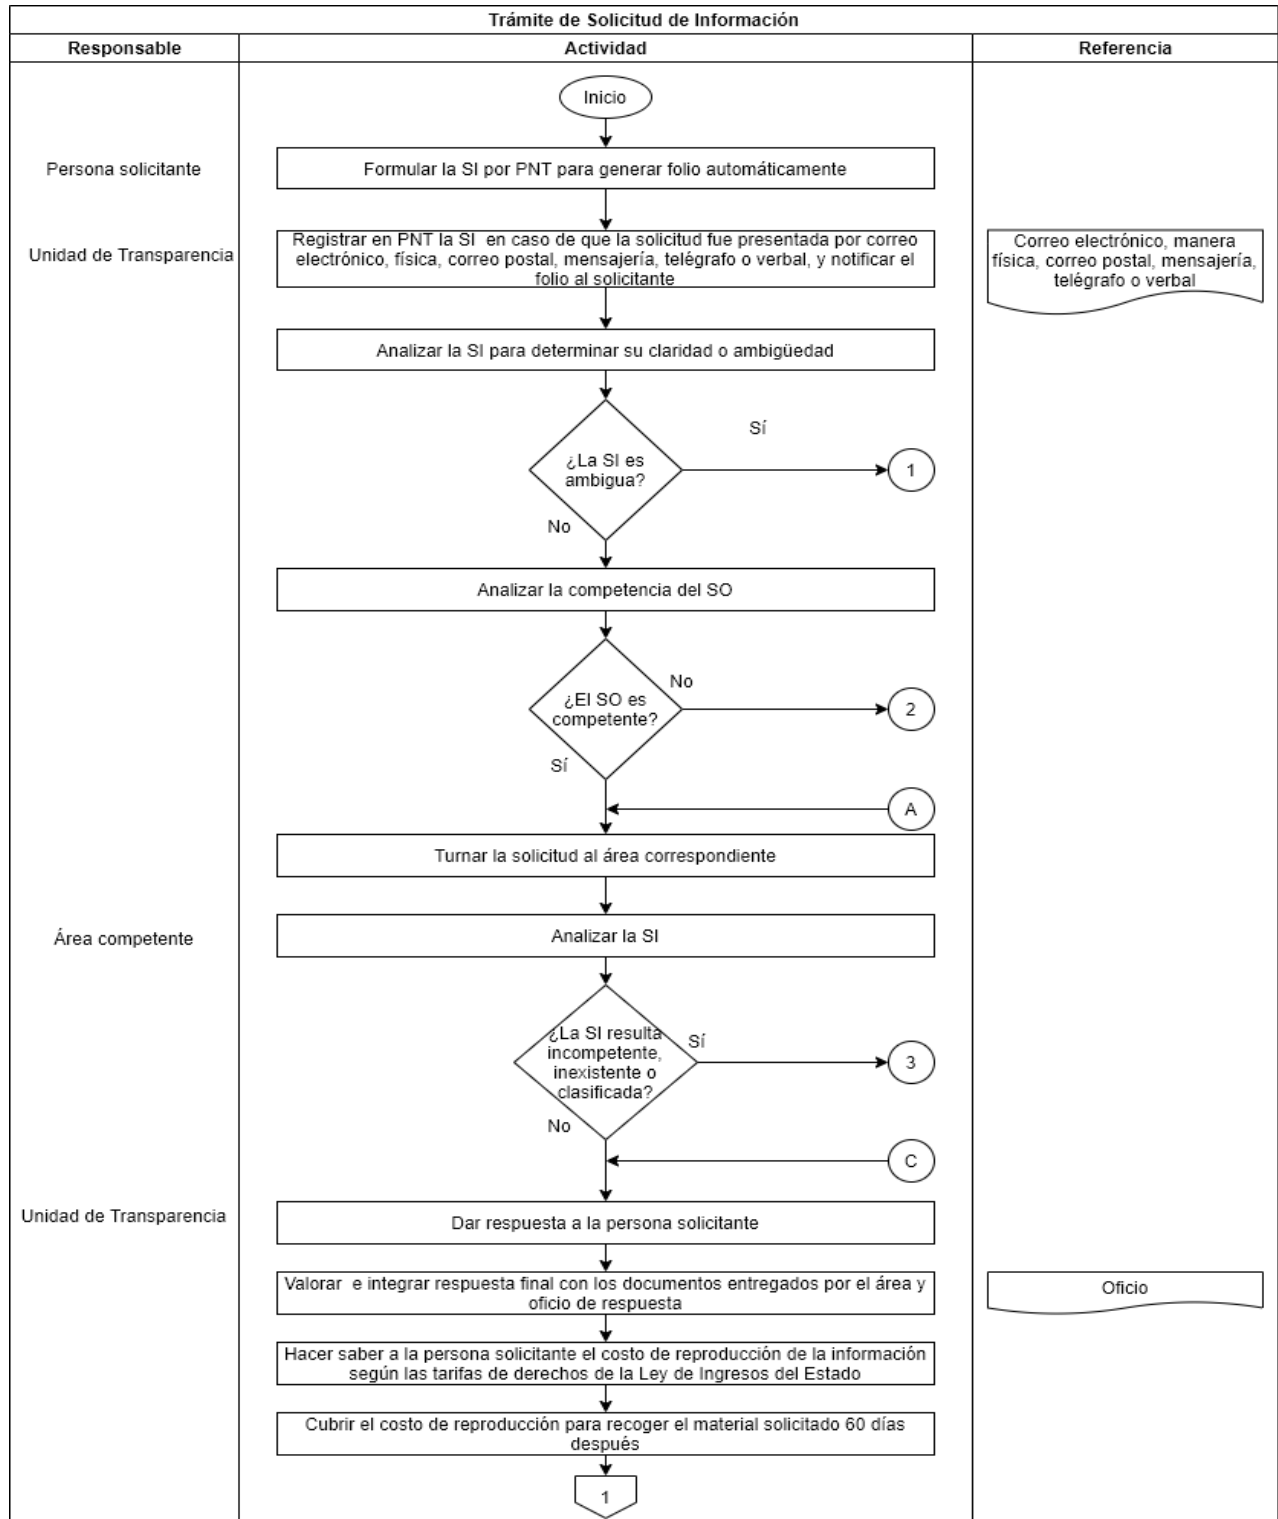 Trámite de Solicitud de Información
Responsable
Actividad
Referencia
Inicio
Persona solicitante
Formular la SI por PNT para generar folio automáticamente
Unidad de Transparencia
Registrar en PNT la SI en caso de que la solicitud fue presentada por correo
electrónico, física, correo postal, mensajería, telégrafo o verbal, y notificar el
folio al solicitante
Correo electrónico, manera
física, correo postal, mensajería,
telégrafo o verbal
Analizar la SI para determinar su claridad o ambigüedad
Sí
¿La SI es
ambigua?
1
No
Analizar la competencia del SO
No
¿El SO es
competente?
2
Sí
A
Turnar la solicitud al área correspondiente
Área competente
Analizar la SI
¿La SI resulta
incompetente,
inexistente o
clasificada?
Sí
3
No
C
Unidad de Transparencia
Dar respuesta a la persona solicitante
Valorar e integrar respuesta final con los documentos entregados por el área y
oficio de respuesta
Oficio
Hacer saber a la persona solicitante el costo de reproducción de la información
según las tarifas de derechos de la Ley de Ingresos del Estado
Cubrir el costo de reproducción para recoger el material solicitado 60 días
después
1